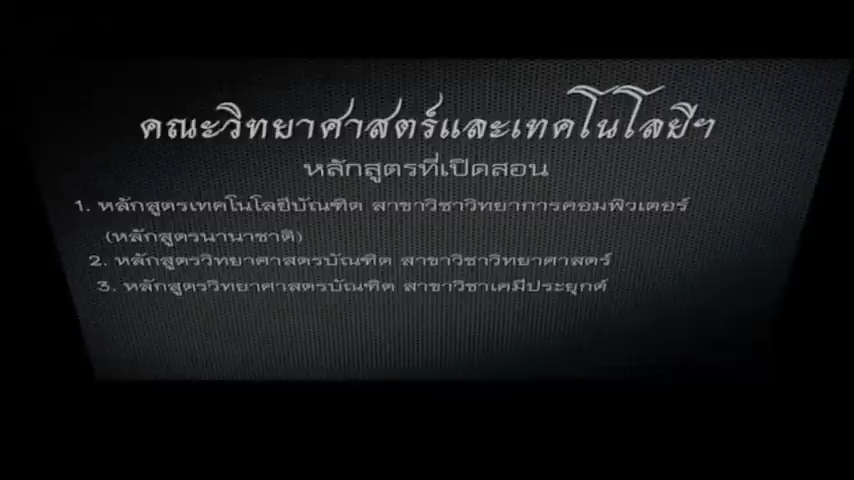 คณะวิทยาศาสตร์และเทคโนโลยีฯ
หลักสูตรที่เปิดสอน
1. หลักสูตรเทคโนโลยีบัณฑิต สาขาวิชาวิทยาการคอมพิวเตอร์
(หลักสูตรนานาชาติ)
2. หลักสูตรวิทยาศาสตรบัณฑิต สาขาวิชาวิทยาศาสตร์
3. หลักสูตรวิทยาศาสตรบัณฑิต สาขาวิชาเคมีประยุกต์